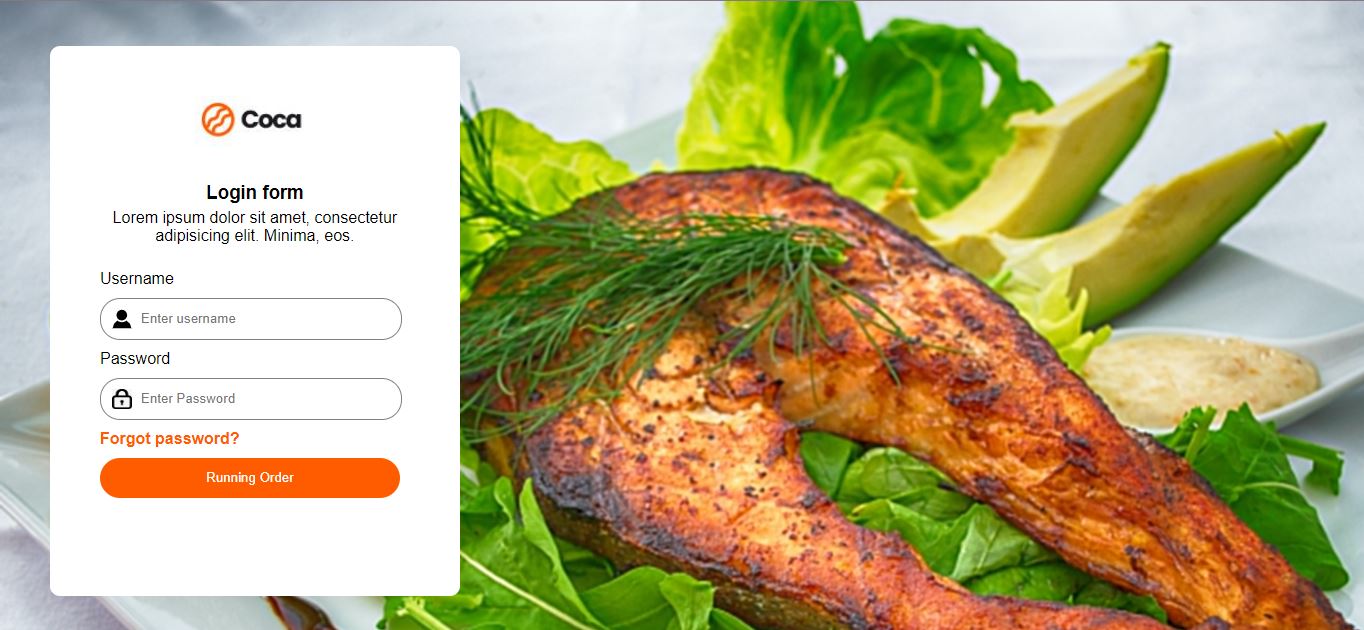 Coca
Login form
Lorem ipsum dolor sit amet, consectetur
adipisicing elit. Minima, eos.
Username
Enter username
Password
Enter Password
Forgot password?
Running Order